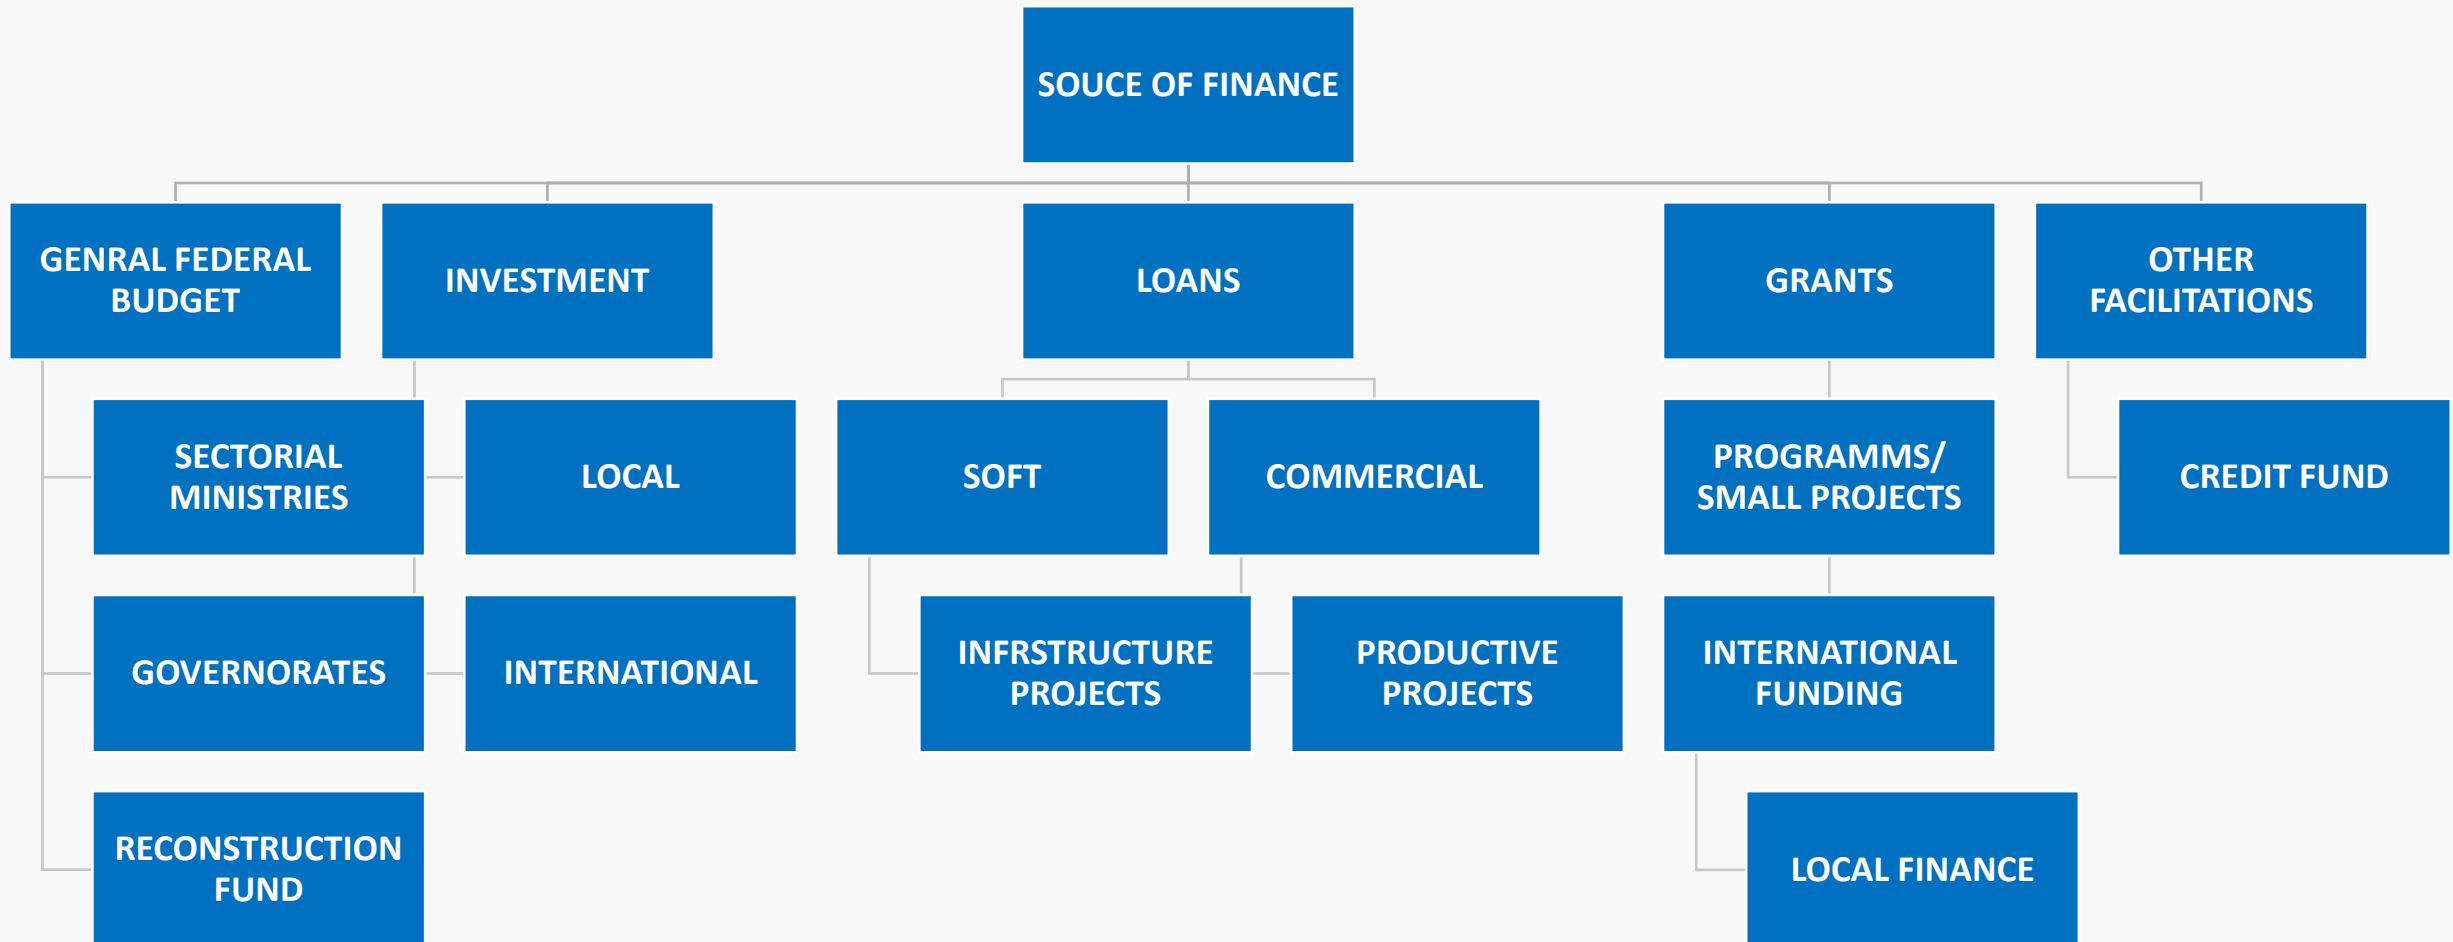 SOUCE OF FINANCE
GENRAL FEDERAL
BUDGET
INVESTMENT
LOANS
GRANTS
OTHER
FACILITATIONS
SECTORIAL
MINISTRIES
LOCAL
SOFT
COMMERCIAL
PROGRAMMS/
SMALL PROJECTS
CREDIT FUND
GOVERNORATES
INTERNATIONAL
INFRSTRUCTURE
PROJECTS
PRODUCTIVE
PROJECTS
INTERNATIONAL
FUNDING
RECONSTRUCTION
FUND
LOCAL FINANCE